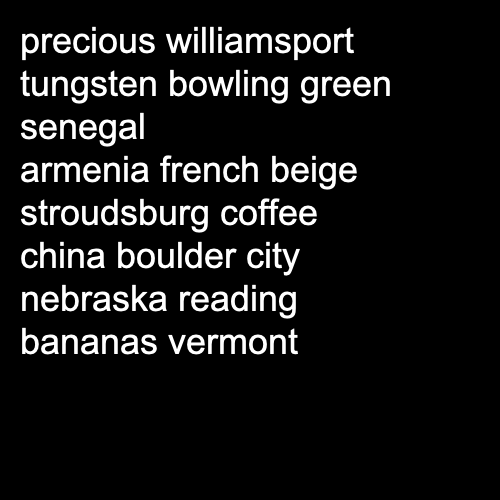 precious williamsport
tungsten bowling green
senegal
armenia french beige
stroudsburg coffee
china boulder city
nebraska reading
bananas vermont